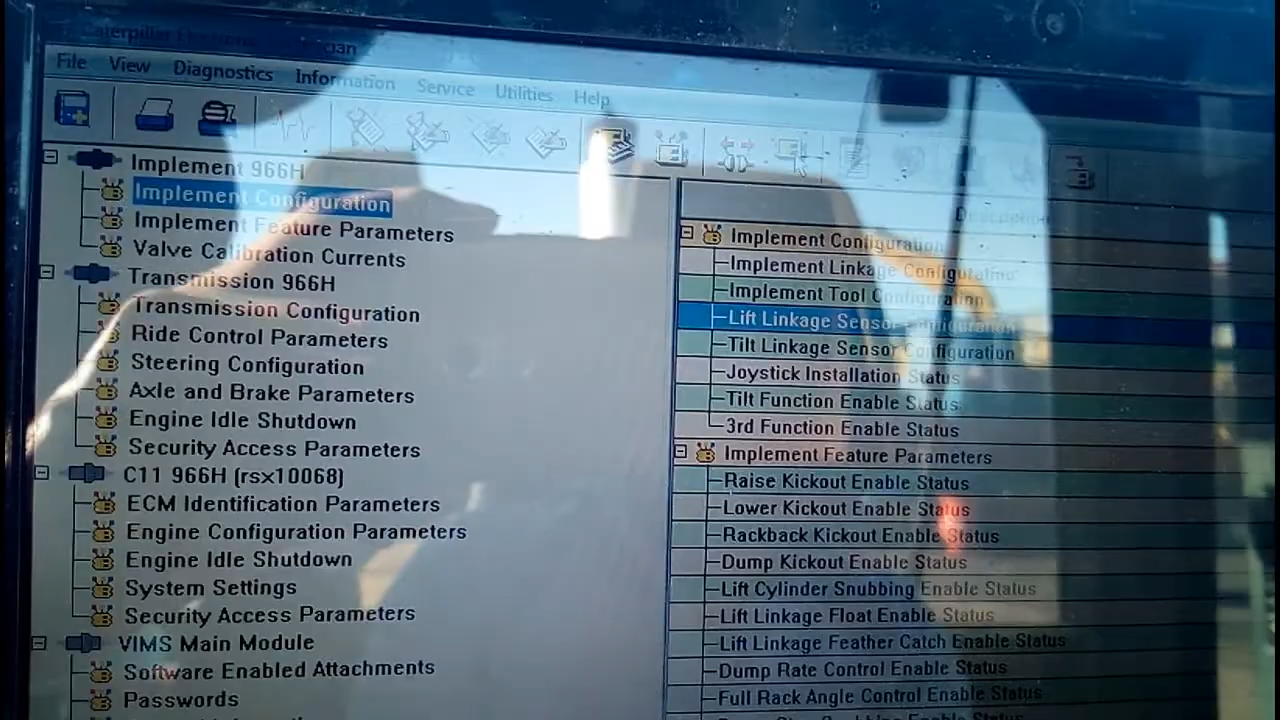 Caterpillar Electronic Technician
File View Diagnostics Information Service Utilities Help
Implement 966H
Implement Configuration
Implement Feature Parameters
Valve Calibration Currents
Transmission 966H
Transmission Configuration
Ride Control Parameters
Steering Configuration
Axle and Brake Parameters
Engine Idle Shutdown
Security Access Parameters
C11 966H (rsx10068)
ECM Identification Parameters
Engine Configuration Parameters
Engine Idle Shutdown
System Settings
Security Access Parameters
VIMS Main Module
Software Enabled Attachments
Passwords
Description
Implement Configuration
Implement Linkage Configuration
Implement Tool Configuration
Lift Linkage Sensor Configuration
Tilt Linkage Sensor Configuration
Joystick Installation Status
Tilt Function Enable Status
3rd Function Enable Status
Implement Feature Parameters
Raise Kickout Enable Status
Lower Kickout Enable Status
Rackback Kickout Enable Status
Dump Kickout Enable Status
Lift Cylinder Snubbing Enable Status
Lift Linkage Float Enable Status
Lift Linkage Feather Catch Enable Status
Dump Rate Control Enable Status
Full Rack Angle Control Enable Status